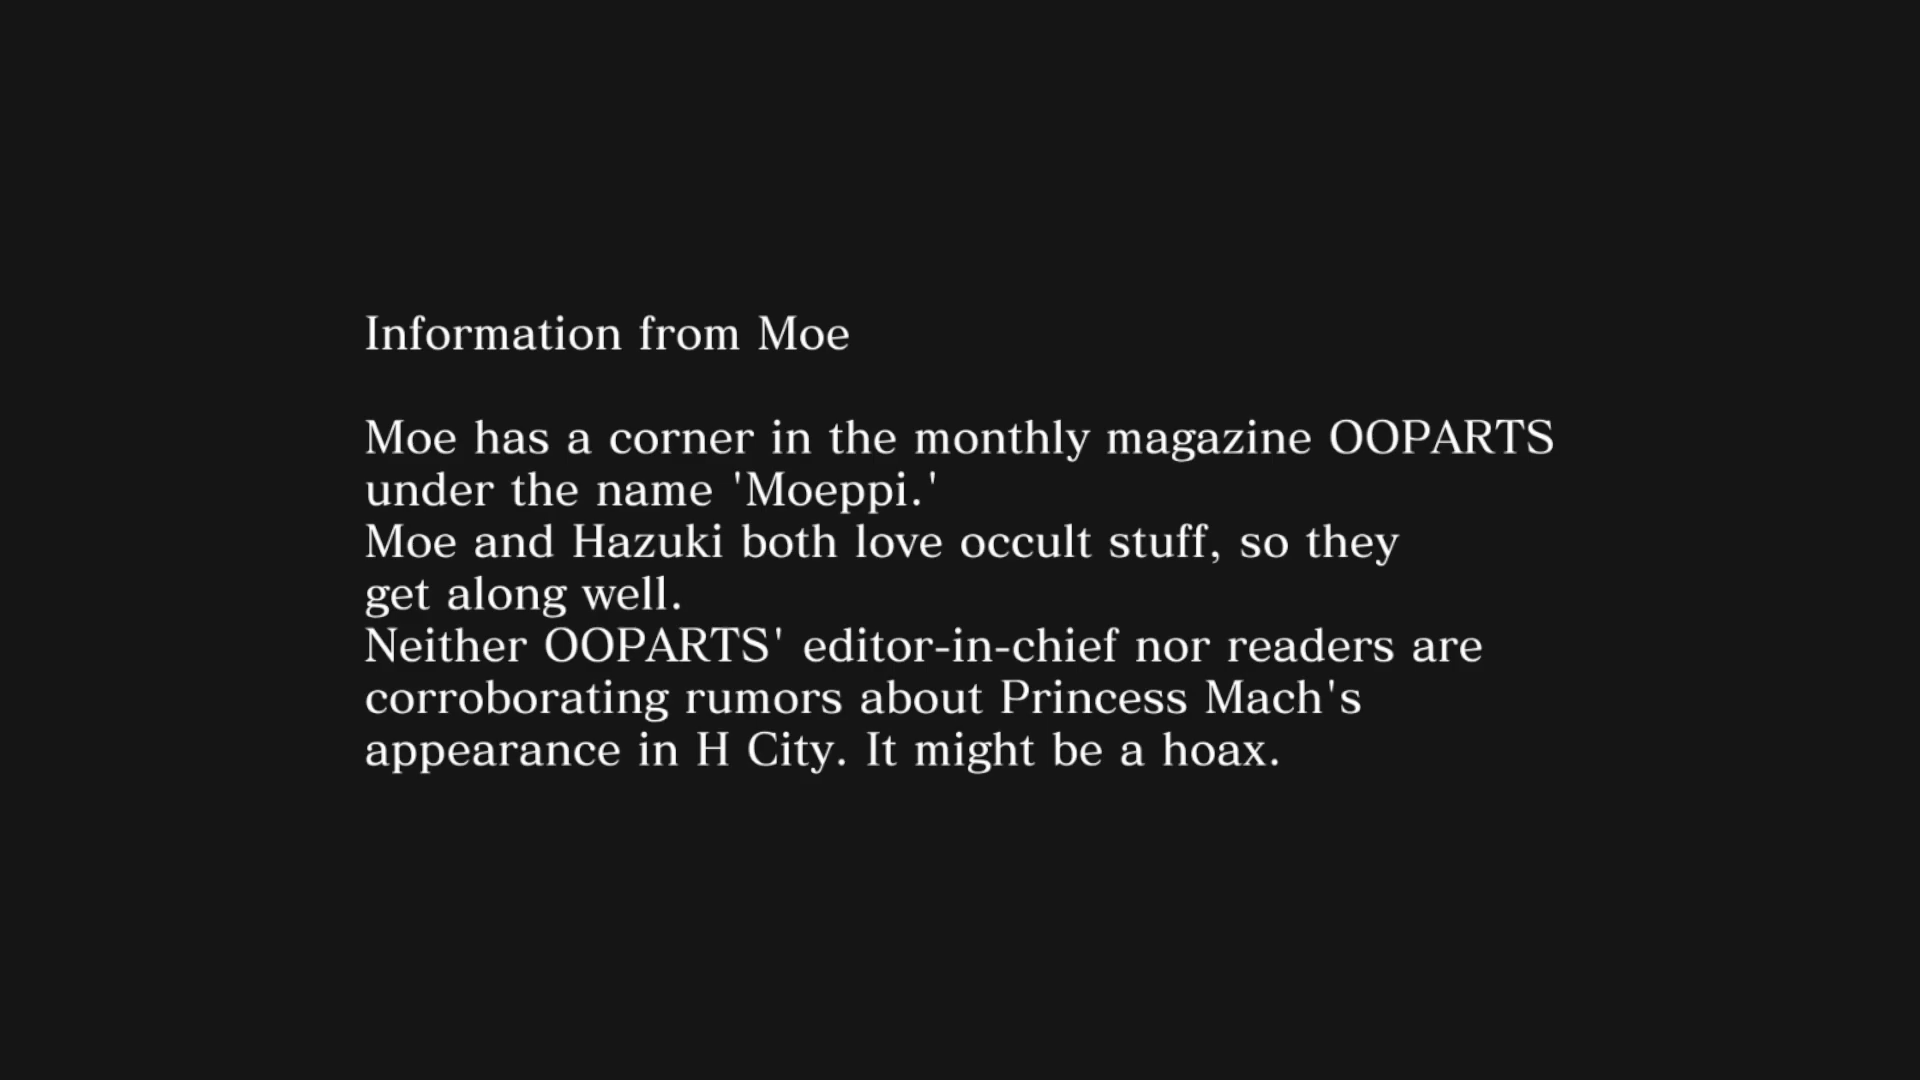 Information from Moe
Moe has a corner in the monthly magazine OOPARTS
under the name 'Moeppi.'
Moe and Hazuki both love occult stuff, so they
get along well.
Neither OOPARTS' editor-in-chief nor readers are
corroborating rumors about Princess Mach's
appearance in H City. It might be a hoax.